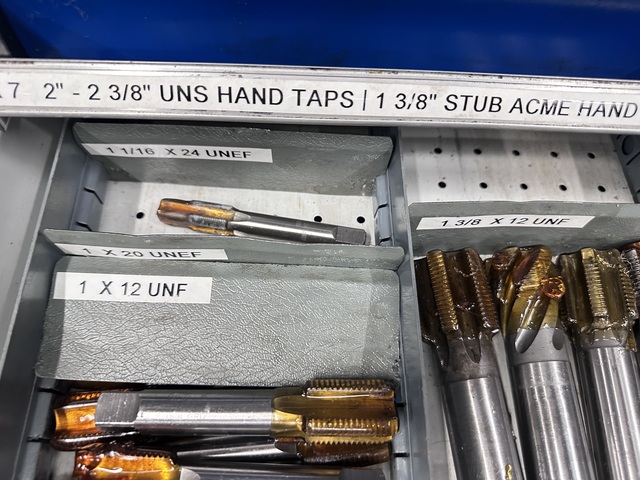 7 2" - 2 3/8" UNS HAND TAPS | 1 3/8" STUB ACME HAND
1 1/16 X 24 UNEF
1 3/8 X 12 UNF
1 X 20 UNEF
1 X 12 UNF